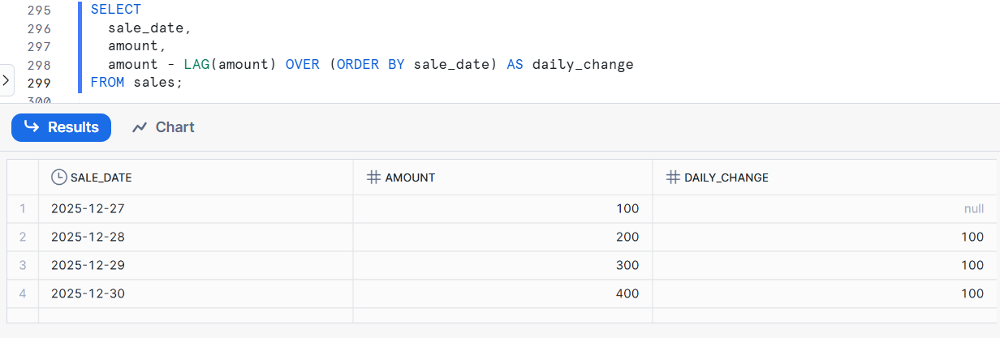 295 SELECT
296 sale_date,
297 amount,
298 amount - LAG(amount) OVER (ORDER BY sale_date) AS daily_change
299 FROM sales;
300
Results Chart
SALE_DATE AMOUNT DAILY_CHANGE
1 2025-12-27 100 null
2 2025-12-28 200 100
3 2025-12-29 300 100
4 2025-12-30 400 100